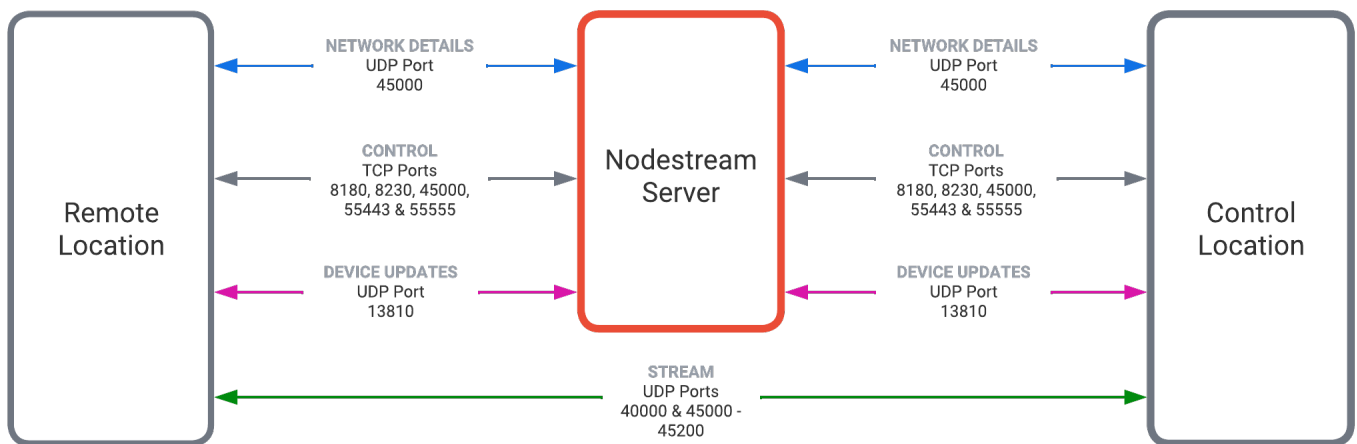 NETWORK DETAILS
UDP Port
45000
NETWORK DETAILS
UDP Port
45000
CONTROL
TCP Ports
8180, 8230, 45000,
55443 & 55555
Nodestream
Server
CONTROL
TCP Ports
8180, 8230, 45000,
55443 & 55555
Remote
Location
Control
Location
DEVICE UPDATES
UDP Port
13810
DEVICE UPDATES
UDP Port
13810
STREAM
UDP Ports
40000 & 45000 -
45200